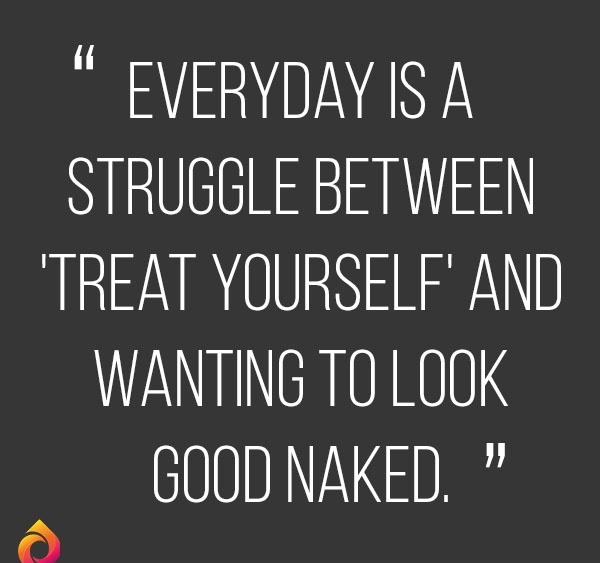 “ EVERYDAY IS A
STRUGGLE BETWEEN
'TREAT YOURSELF' AND
WANTING TO LOOK
GOOD NAKED. ”